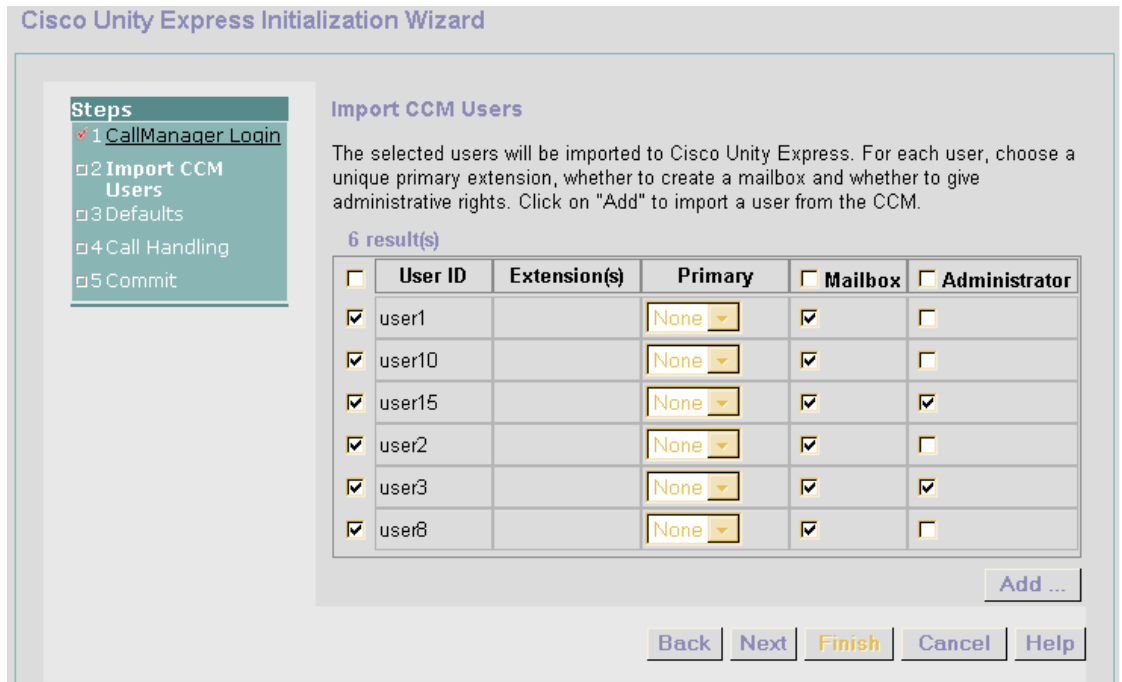 Cisco Unity Express Initialization Wizard
Steps
1 CallManager Login
2 Import CCM
Users
3 Defaults
4 Call Handling
5 Commit
Import CCM Users
The selected users will be imported to Cisco Unity Express. For each user, choose a
unique primary extension, whether to create a mailbox and whether to give
administrative rights. Click on "Add" to import a user from the CCM.
6 result(s)
User ID Extension(s) Primary Mailbox Administrator
user1 None
user10 None
user15 None
user2 None
user3 None
user8 None
Add ...
Back Next Finish Cancel Help